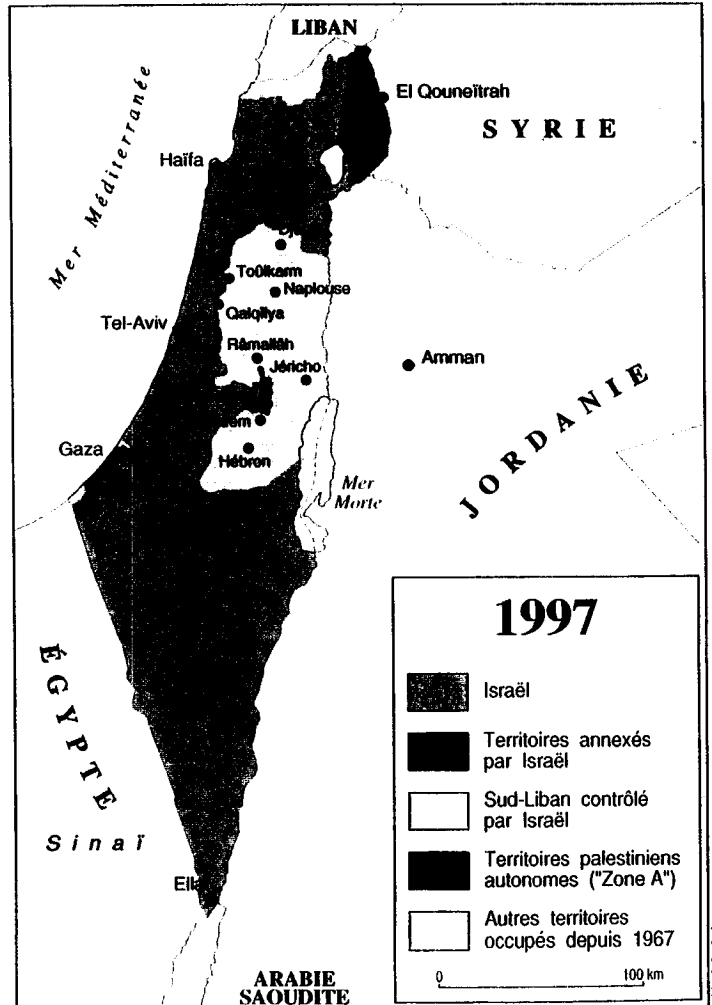 LIBAN
El Qouneïtrah
SYRIE
Mer Méditerranée
Haïfa
Toûlkarm
Naplouse
Tel-Aviv
Qalqilya
Râmallâh
Jéricho
Amman
JORDANIE
Gaza
Hébron
Mer
Morte
ÉGYPTE
Sinaï
ARABIE
SAOUDITE
1997
Israël
Territoires annexés
par Israël
Sud-Liban contrôlé
par Israël
Territoires palestiniens
autonomes ("Zone A")
Autres territoires
occupés depuis 1967
0 100 km